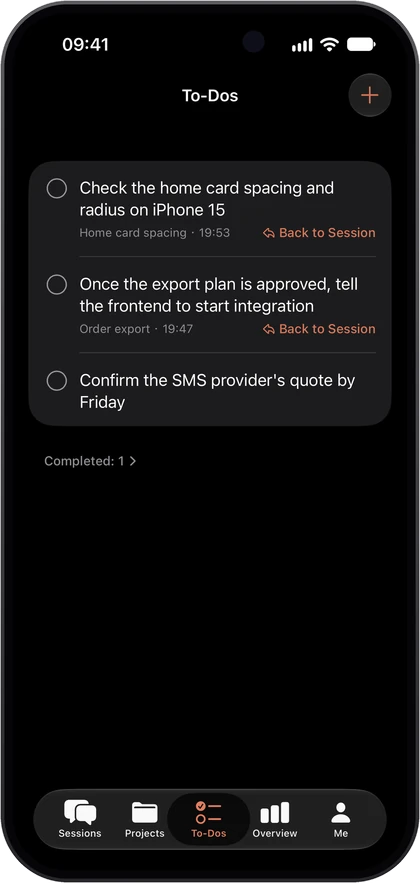 09:41
To-Dos
Check the home card spacing and
radius on iPhone 15
Home card spacing · 19:53 Back to Session
Once the export plan is approved, tell
the frontend to start integration
Order export · 19:47 Back to Session
Confirm the SMS provider's quote by
Friday
Completed: 1
Sessions Projects To-Dos Overview Me